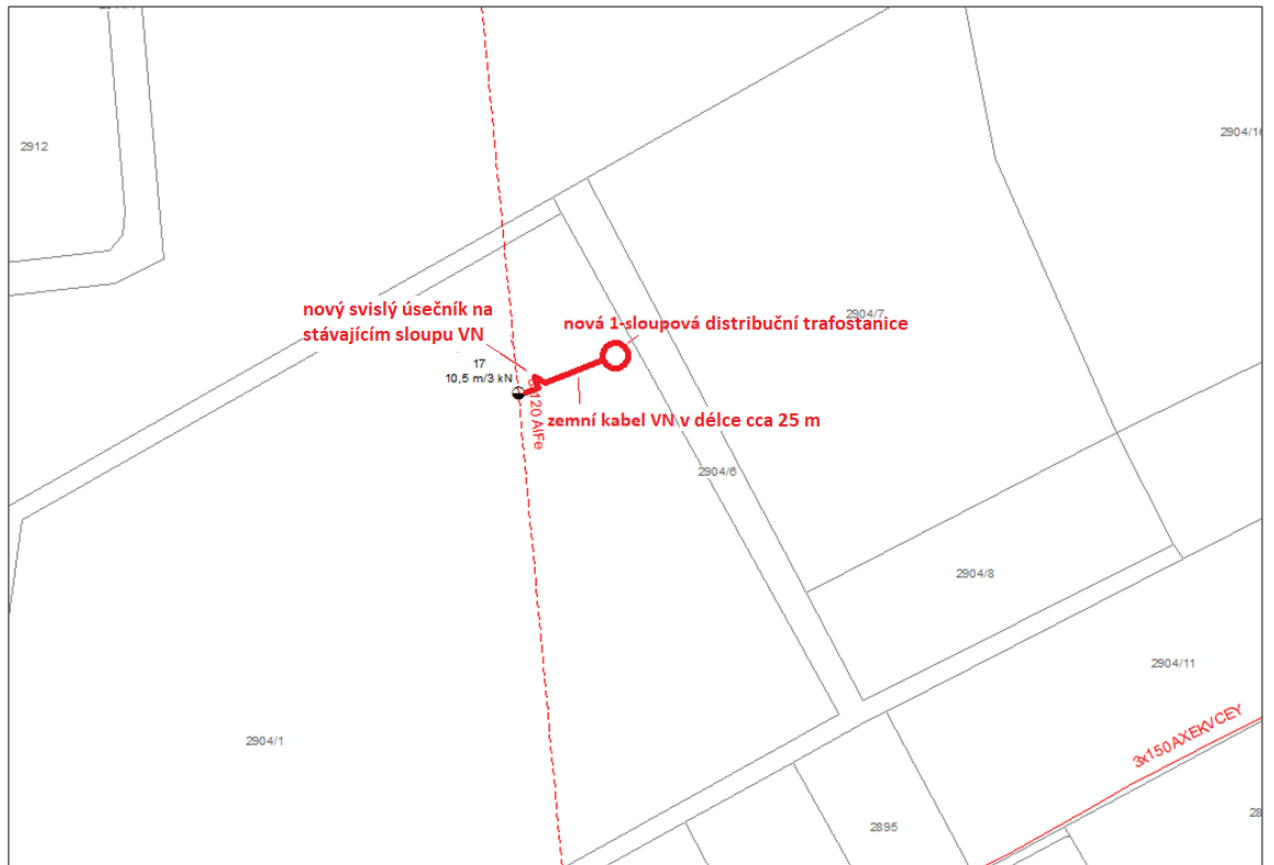 2912
2904/7
nový svislý úsečník na
stávajícím sloupu VN
nová 1-sloupová distribuční trafostanice
17
10,5 m/3 kN
120 AlFe
zemní kabel VN v délce cca 25 m
2904/6
2904/8
2904/11
2904/1
3x150AXEKVCEY
2895